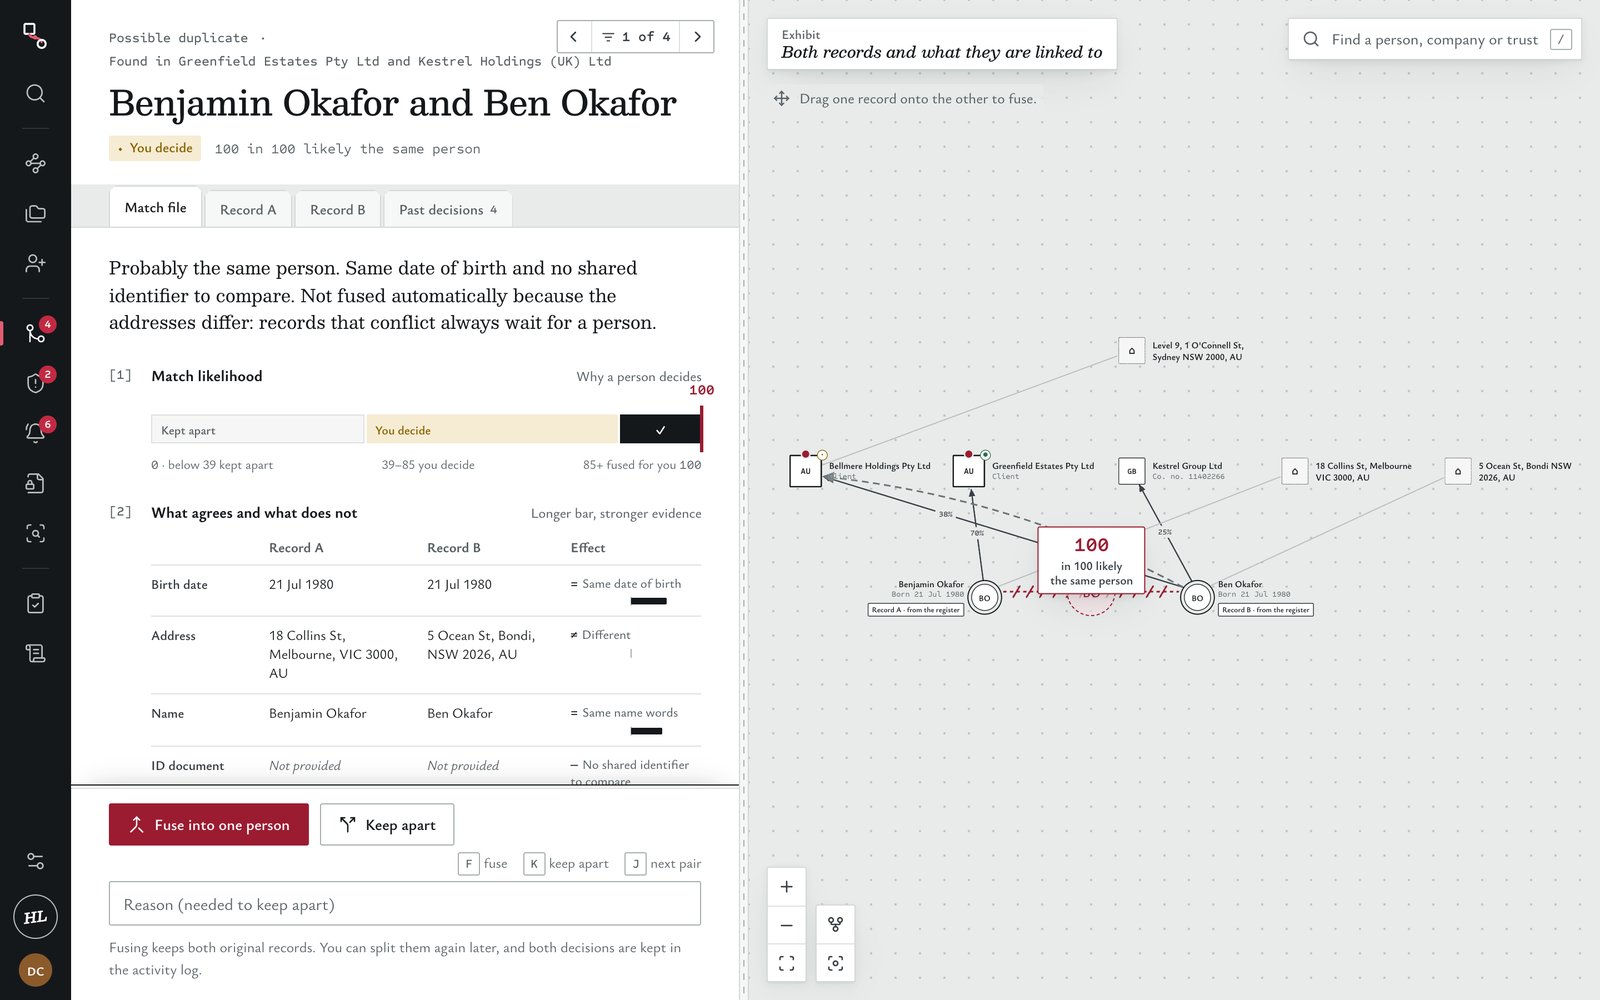 Possible duplicate ·
Found in Greenfield Estates Pty Ltd and Kestrel Holdings (UK) Ltd
1 of 4
Benjamin Okafor and Ben Okafor
• You decide
100 in 100 likely the same person
Match file
Record A
Record B
Past decisions 4
Probably the same person. Same date of birth and no shared
identifier to compare. Not fused automatically because the
addresses differ: records that conflict always wait for a person.
[1] Match likelihood
Why a person decides
100
Kept apart
You decide
✓
0 · below 39 kept apart
39–85 you decide
85+ fused for you 100
[2] What agrees and what does not
Longer bar, stronger evidence
Record A
Record B
Effect
Birth date
21 Jul 1980
21 Jul 1980
= Same date of birth
Address
18 Collins St,
Melbourne, VIC 3000,
AU
5 Ocean St, Bondi,
NSW 2026, AU
≠ Different
Name
Benjamin Okafor
Ben Okafor
= Same name words
ID document
Not provided
Not provided
– No shared identifier
to compare
Fuse into one person
Keep apart
F fuse
K keep apart
J next pair
Reason (needed to keep apart)
Fusing keeps both original records. You can split them again later, and both decisions are kept in
the activity log.
4
2
6
HL
DC
Exhibit
Both records and what they are linked to
Find a person, company or trust /
Drag one record onto the other to fuse.
Level 9, 1 O'Connell St,
Sydney NSW 2000, AU
AU
Bellmere Holdings Pty Ltd
Client
AU
Greenfield Estates Pty Ltd
Client
GB
Kestrel Group Ltd
Co. no. 11402266
18 Collins St, Melbourne
VIC 3000, AU
5 Ocean St, Bondi NSW
2026, AU
38%
70%
25%
100
in 100 likely
the same person
Benjamin Okafor
Born 21 Jul 1980
Record A · from the register
BO
BO
Ben Okafor
Born 21 Jul 1980
Record B · from the register